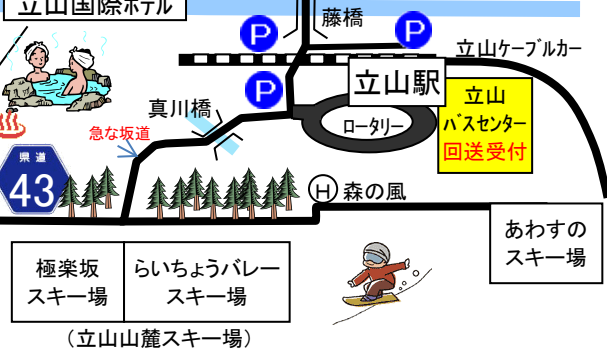 立山国際ホテル
藤橋
P
P
立山ケーブルカー
P
立山駅
真川橋
立山
バスセンター
回送受付
ロータリー
急な坂道
県道
43
H 森の風
あわすの
スキー場
極楽坂
スキー場
らいちょうバレー
スキー場
（立山山麓スキー場）